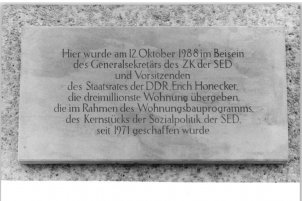 Hier wurde am 12. Oktober 1988 im Beisein
des Generalsekretärs des ZK der SED
und Vorsitzenden
des Staatsrates der DDR, Erich Honecker,
die dreimillionste Wohnung übergeben,
die im Rahmen des Wohnungsbauprogramms,
des Kernstücks der Sozialpolitik der SED,
seit 1971 geschaffen wurde